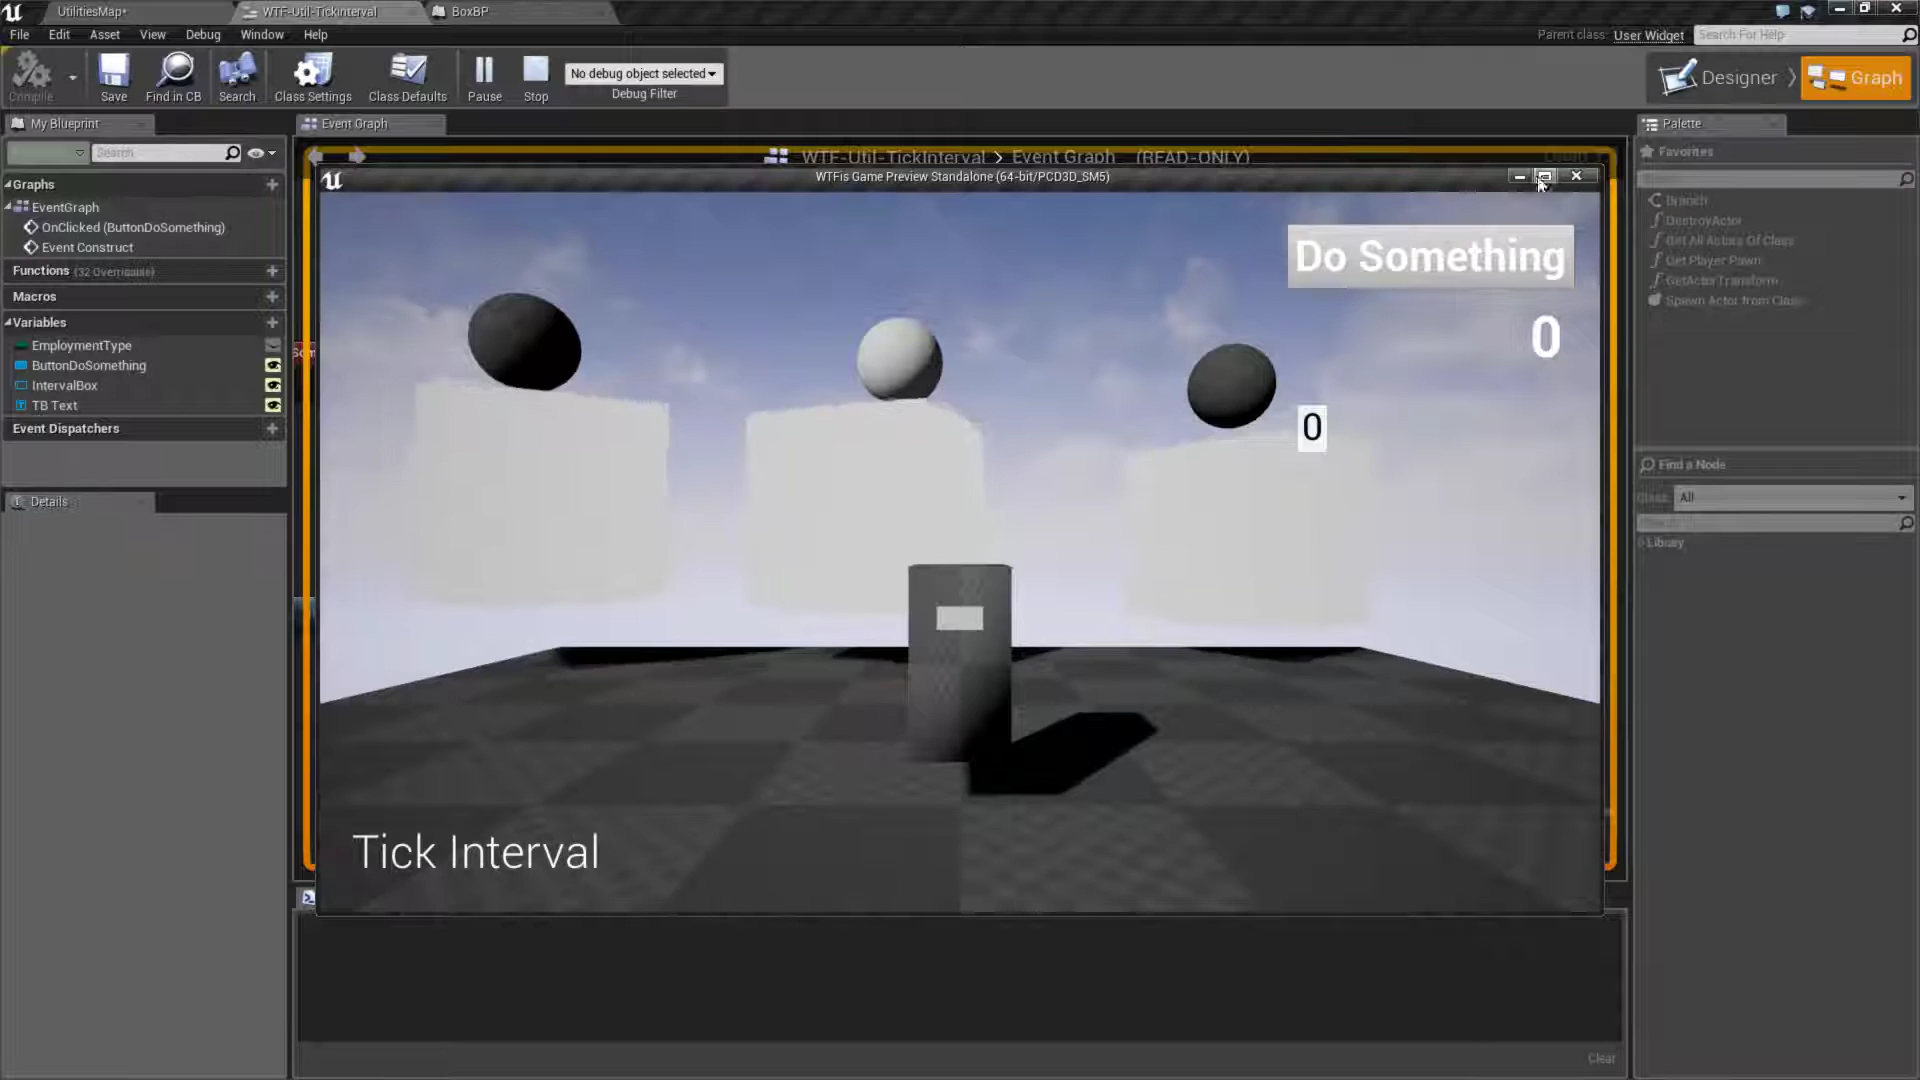 UtilitiesMap*
WTF-Util-TickInterval
BoxBP
File
Edit
Asset
View
Debug
Window
Help
Parent class: User Widget
Search For Help
Compile
Save
Find in CB
Search
Class Settings
Class Defaults
Pause
Stop
No debug object selected
Debug Filter
Designer
Graph
My Blueprint
Event Graph
Palette
Search
WTF-Util-TickInterval > Event Graph (READ-ONLY)
Favorites
WTFis Game Preview Standalone (64-bit/PCD3D_SM5)
Graphs
EventGraph
OnClicked (ButtonDoSomething)
Event Construct
Functions (32 Overridable)
Macros
Variables
EmploymentType
ButtonDoSomething
IntervalBox
TB Text
Event Dispatchers
Details
Do Something
0
0
Tick Interval
Branch
DestroyActor
Get All Actors Of Class
Get Player Pawn
GetActorTransform
Spawn Actor from Class
Find a Node
Class:
All
Library
Clear